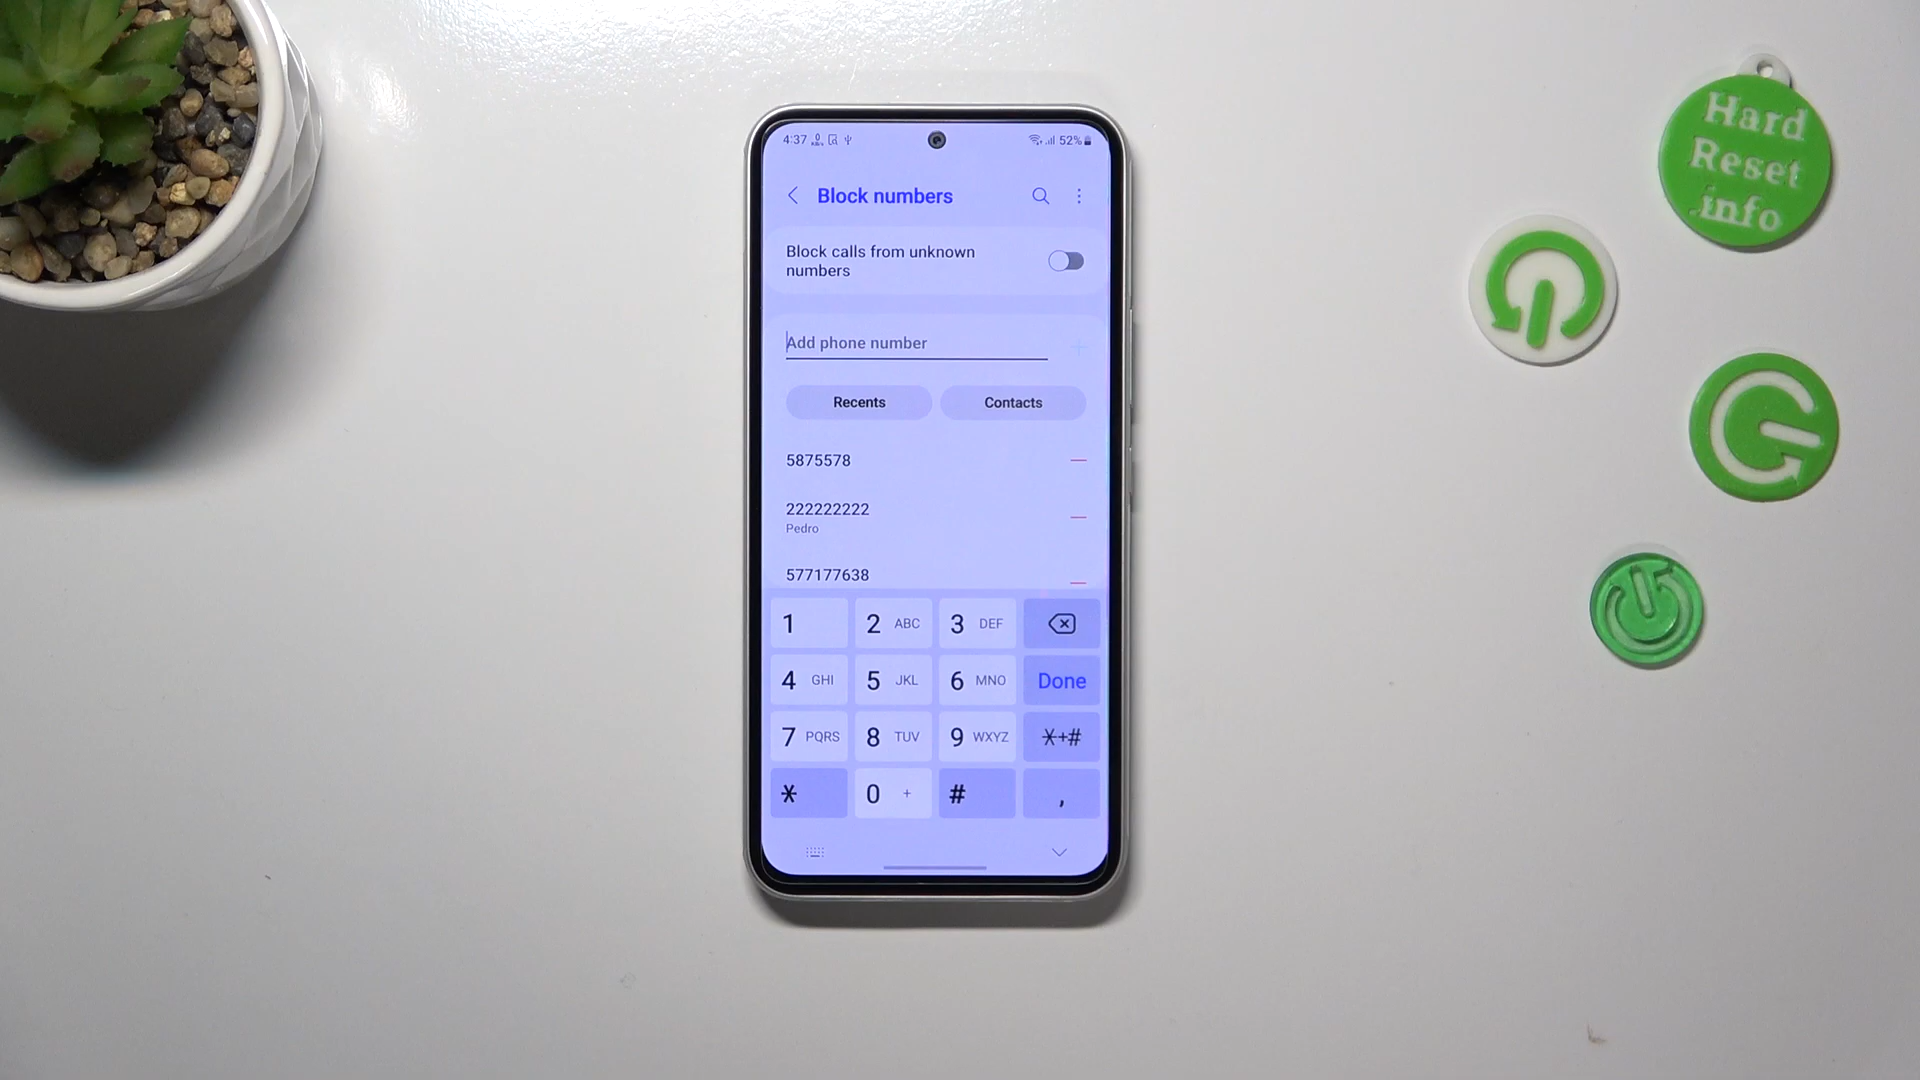 4:37
52%
Block numbers
Block calls from unknown
numbers
Add phone number
Recents
Contacts
5875578
222222222
Pedro
577177638
1
2 ABC
3 DEF
4 GHI
5 JKL
6 MNO
Done
7 PQRS
8 TUV
9 WXYZ
*+#
*
0 +
#
,
Hard
Reset
.info